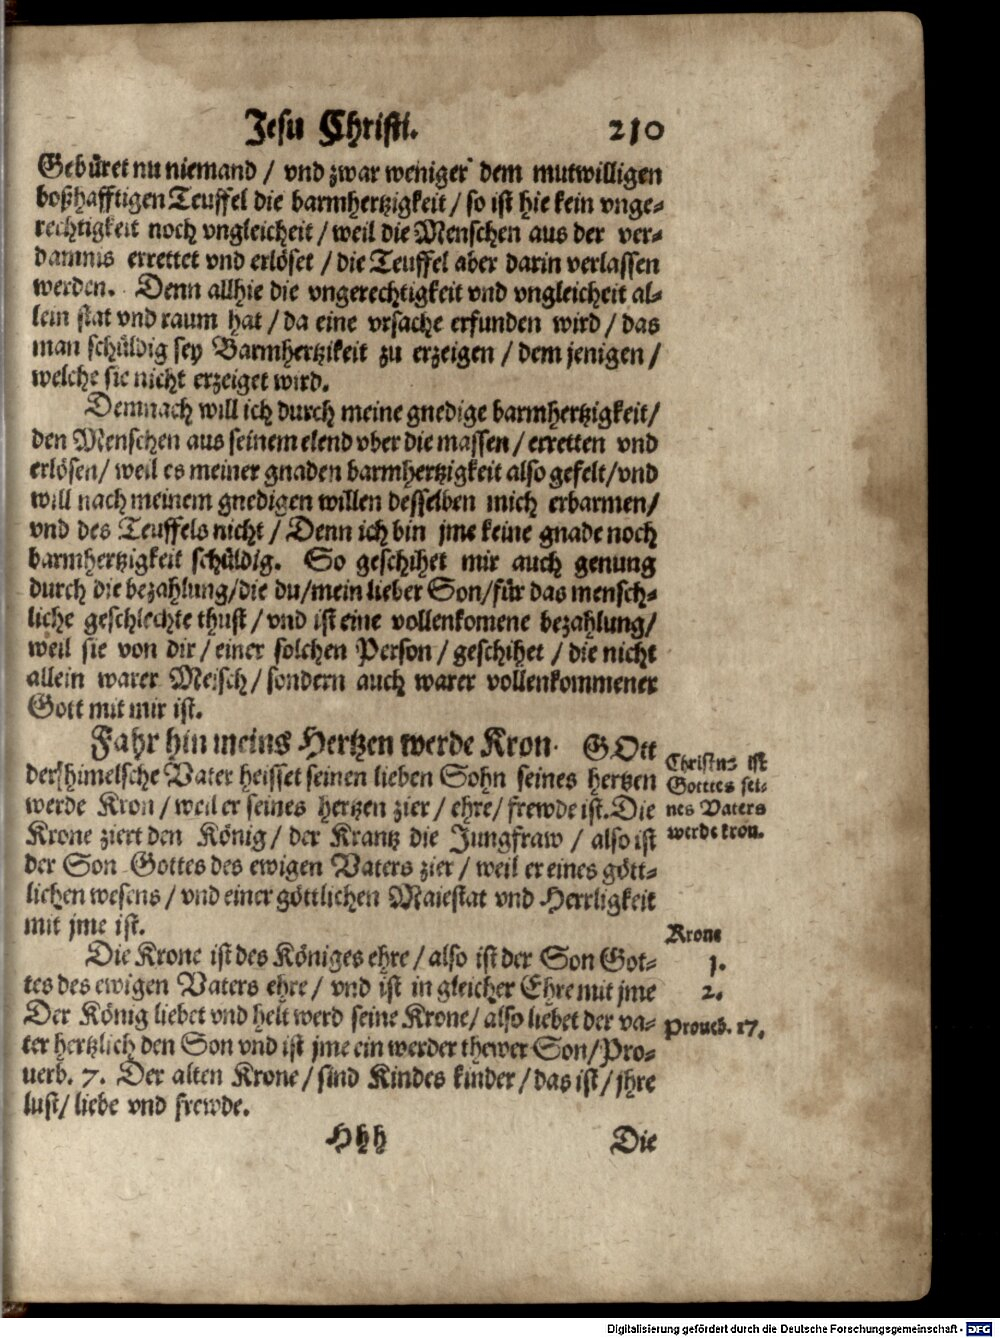 Jesu Christi. 210
Gebüret nu niemand / vnd zwar weniger dem mutwilligen
boßhafftigen Teuffel die barmhertzigkeit / so ist hie kein vnge⸗
rechtigkeit noch vngleicheit / weil die Menschen aus der ver⸗
damnis errettet vnd erlöset / die Teuffel aber darin verlassen
werden. Denn allhie die vngerechtigkeit vnd vngleicheit al⸗
lein stat vnd raum hat / da eine vrsache erfunden wird / das
man schüldig sey Barmhertzikeit zu erzeigen / dem jenigen /
welche sie nicht erzeiget wird.
Demnach will ich durch meine gnedige barmhertzigkeit /
den Menschen aus seinem elend vber die massen / erretten vnd
erlösen / weil es meiner gnaden barmhertzigkeit also gefelt / vnd
will nach meinem gnedigen willen desselben mich erbarmen /
vnd des Teuffels nicht / Denn ich bin jme keine gnade noch
barmhertzigkeit schüldig. So geschihet mir auch genung
durch die bezahlung / die du / mein lieber Son / für das mensch⸗
liche geschlechte thust / vnd ist eine vollenkomene bezahlung /
weil sie von dir / einer solchen Person / geschihet / die nicht
allein warer Meisch / sondern auch warer vollenkommener
Gott mit mir ist.
Fahr hin meins Hertzen werde Kron. GOtt
der himelsche Vater heisset seinen lieben Sohn seines hertzen
werde Kron / weil er seines hertzen zier / ehre / frewde ist. Die
Krone ziert den König / der Krantz die Jungfraw / also ist
der Son Gottes des ewigen Vaters zier / weil er eines gött⸗
lichen wesens / vnd einer göttlichen Maiestat vnd Herrligkeit
mit jme ist.
Christus ist
Gottes sei⸗
nes Vaters
werde kron.
Die Krone ist des Königes ehre / also ist der Son Got⸗
tes des ewigen Vaters ehre / vnd ist in gleicher Ehre mit jme
Der König liebet vnd helt werd seine Krone / also liebet der va⸗
ter hertzlich den Son vnd ist jme ein werder thewer Son / Pro⸗
uerb. 7. Der alten Krone / sind Kindes kinder / das ist / jhre
lust / liebe vnd frewde.
Krone
1.
2.
Proueb. 17.
Hhh Die
Digitalisierung gefördert durch die Deutsche Forschungsgemeinschaft - DFG